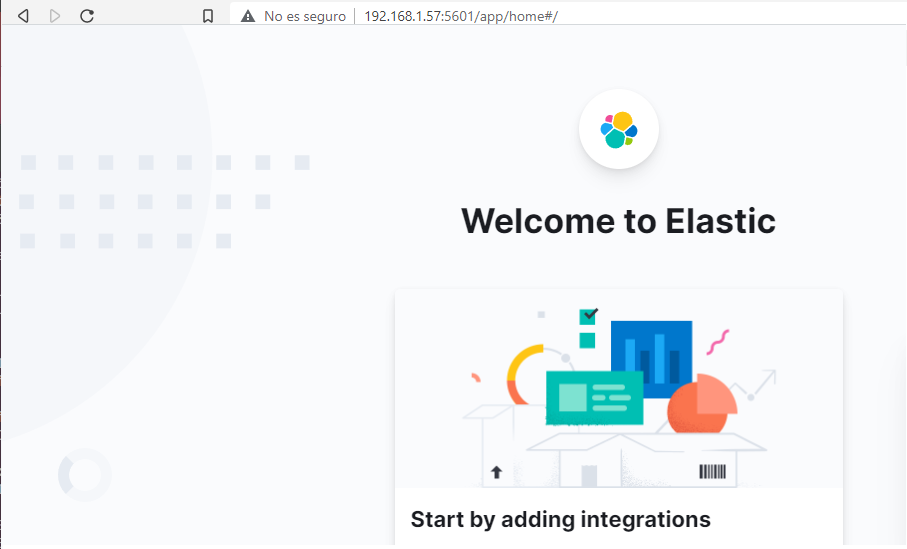 No es seguro 192.168.1.57:5601/app/home#/
Welcome to Elastic
Start by adding integrations